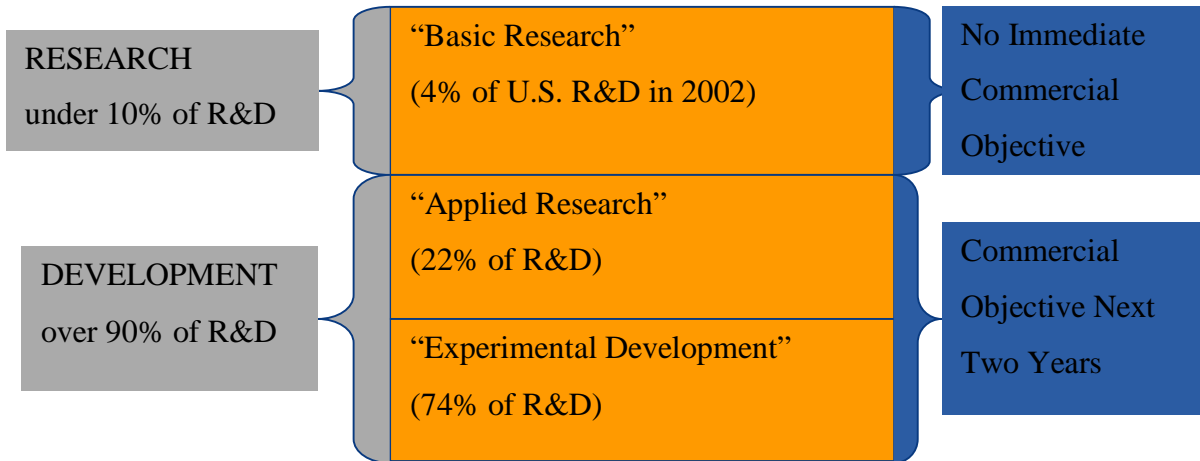 RESEARCH
under 10% of R&D
“Basic Research”
(4% of U.S. R&D in 2002)
No Immediate
Commercial
Objective
DEVELOPMENT
over 90% of R&D
“Applied Research”
(22% of R&D)
“Experimental Development”
(74% of R&D)
Commercial
Objective Next
Two Years